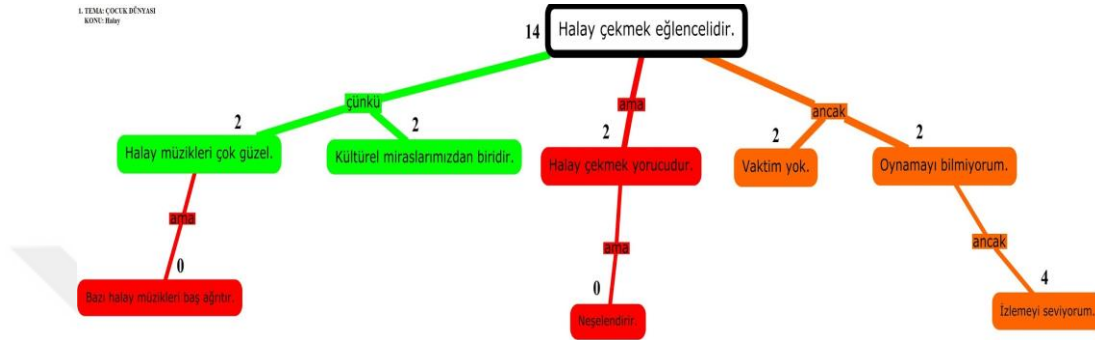 1. TEMA: ÇOCUK DÜNYASI
KONU: Halay
14
Halay çekmek eğlencelidir.
çünkü
ama
ancak
2
Halay müzikleri çok güzel.
2
Kültürel miraslarımızdan biridir.
2
Halay çekmek yorucudur.
2
Vaktim yok.
2
Oynamayı bilmiyorum.
ama
ama
ancak
0
Bazı halay müzikleri baş ağrıtır.
0
Neşelendirir.
4
İzlemeyi seviyorum.